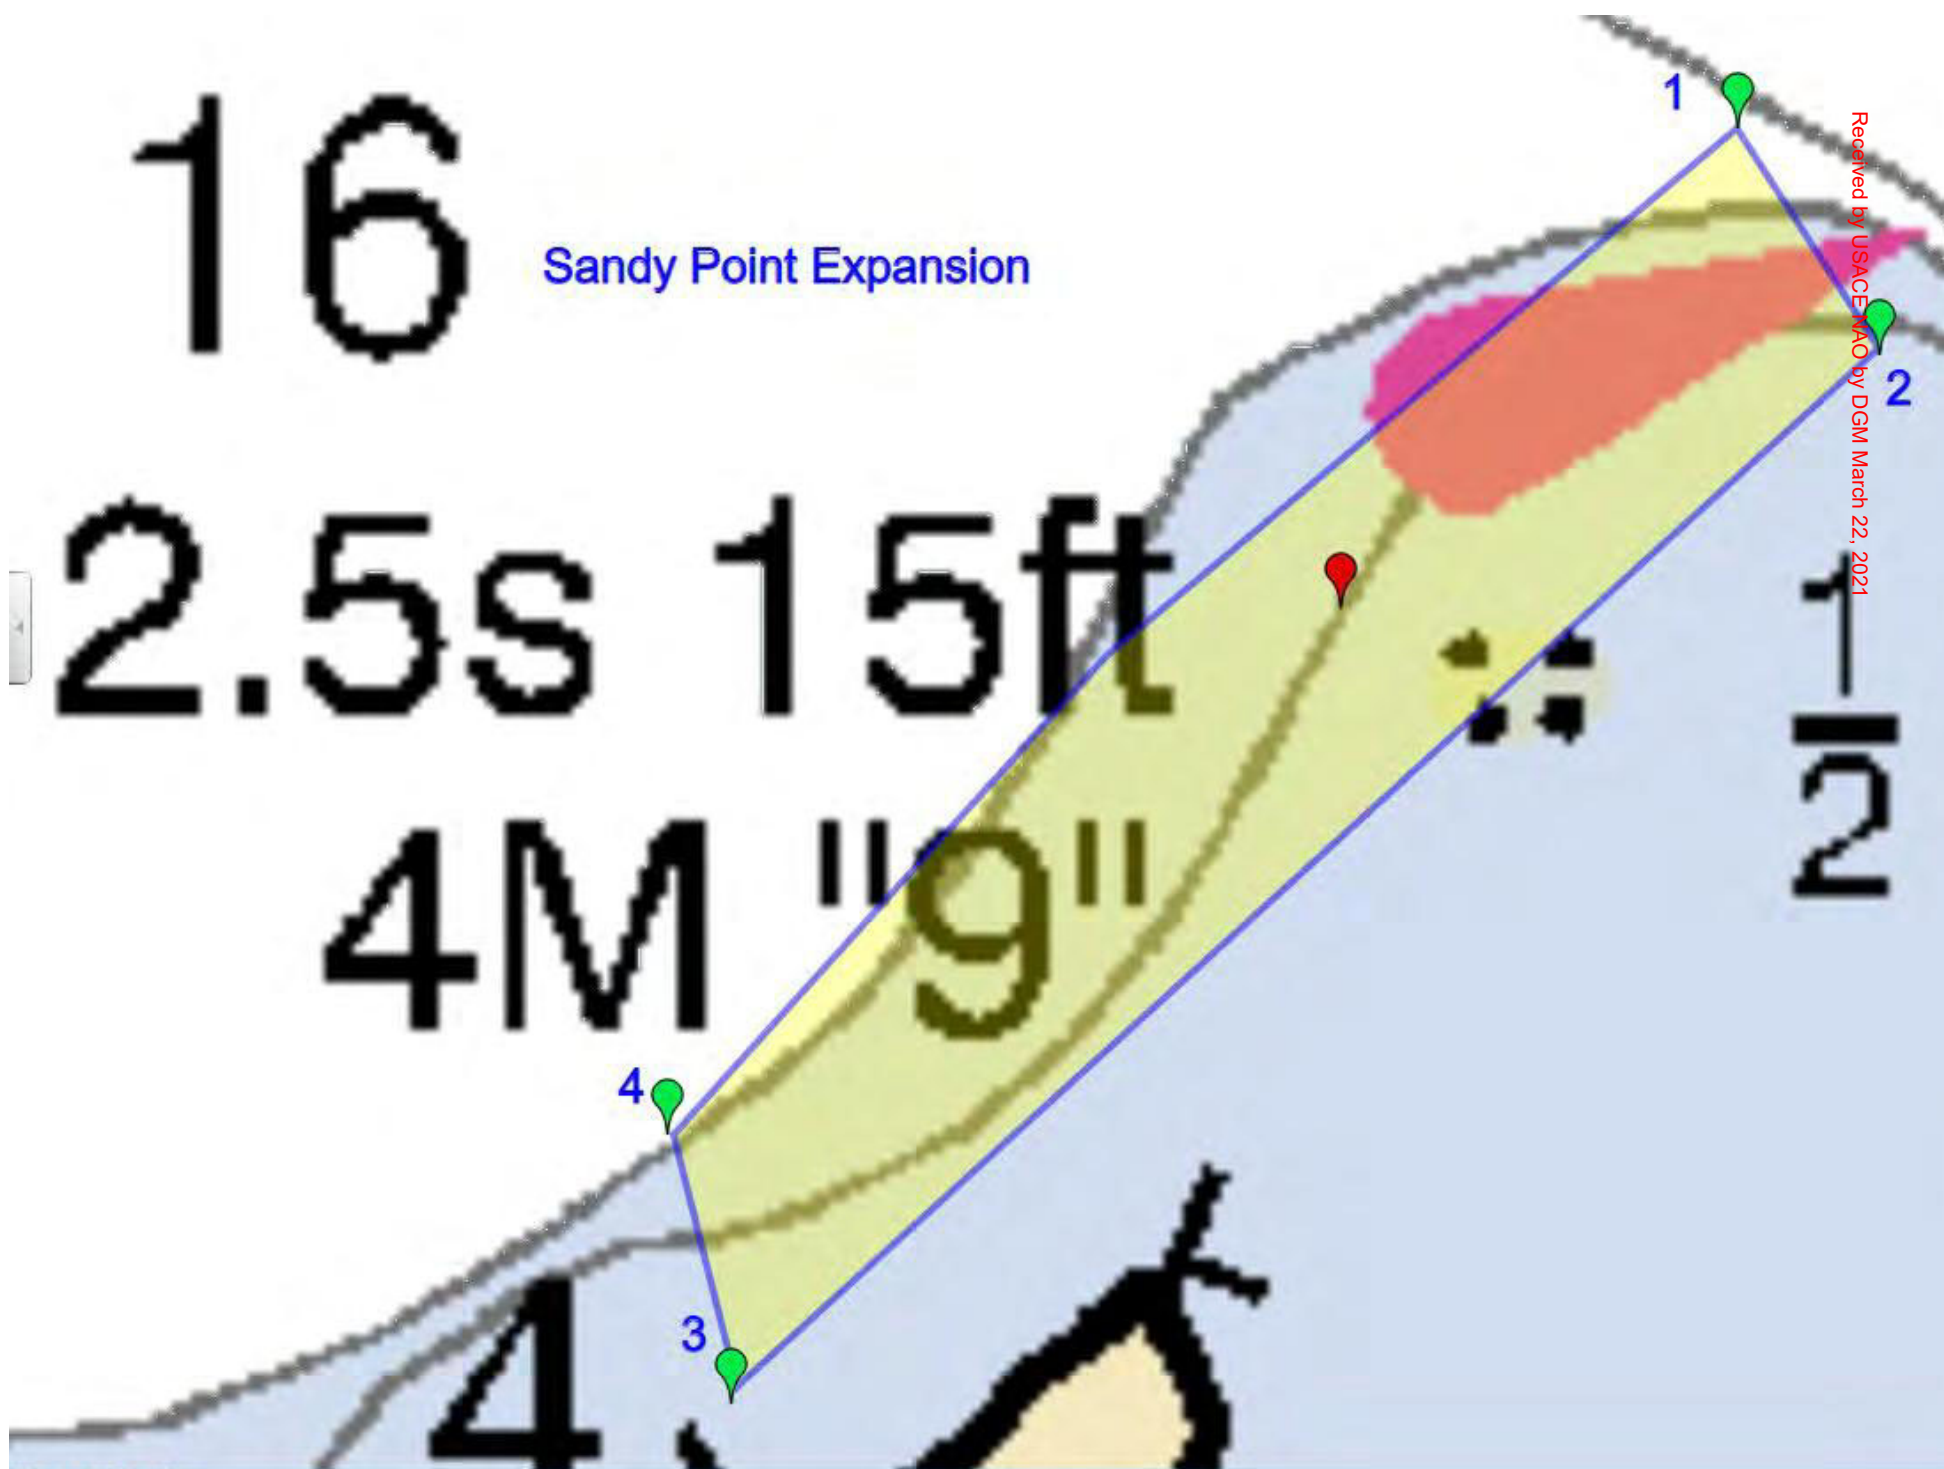 1
16
Sandy Point Expansion
Received by USACE NAO by DGM March 22, 2021
2
2.5s 15ft
1
2
4M "9"
4
3
4